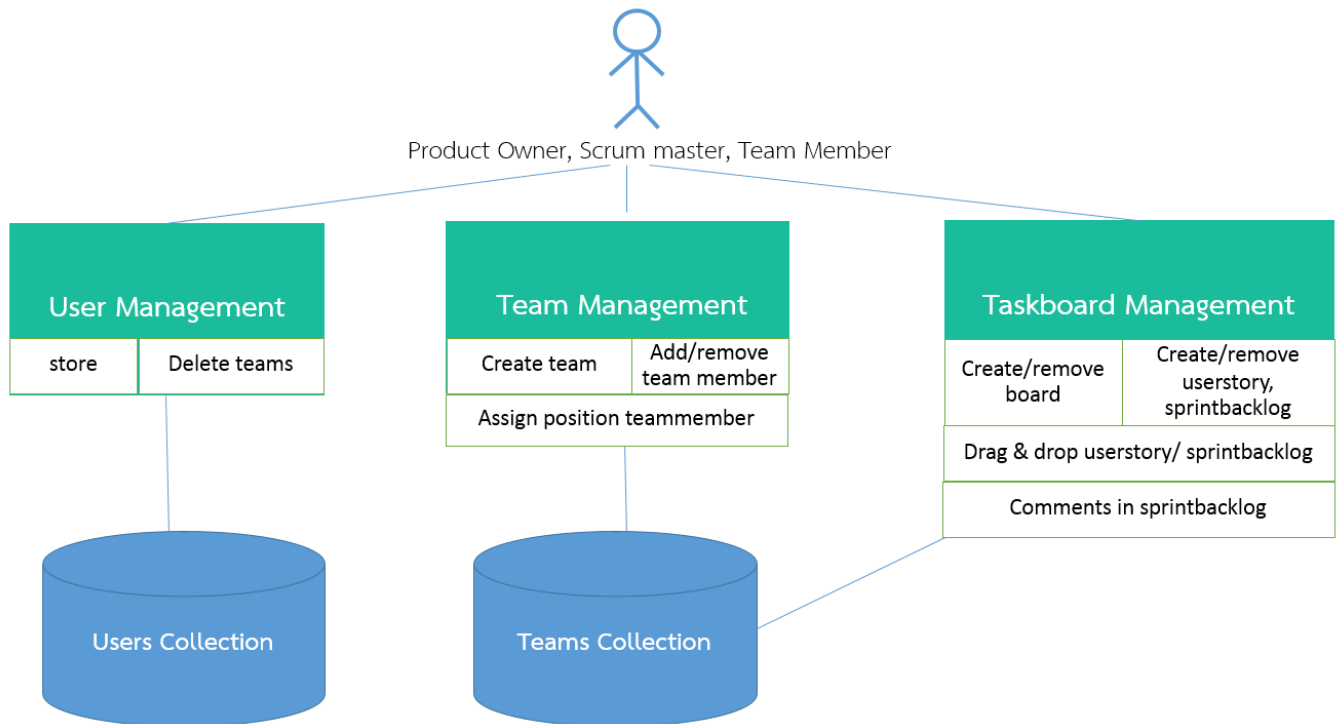 Product Owner, Scrum master, Team Member
User Management
store
Delete teams
Team Management
Create team
Add/remove
team member
Assign position teammember
Taskboard Management
Create/remove
board
Create/remove
userstory,
sprintbacklog
Drag & drop userstory/ sprintbacklog
Comments in sprintbacklog
Users Collection
Teams Collection